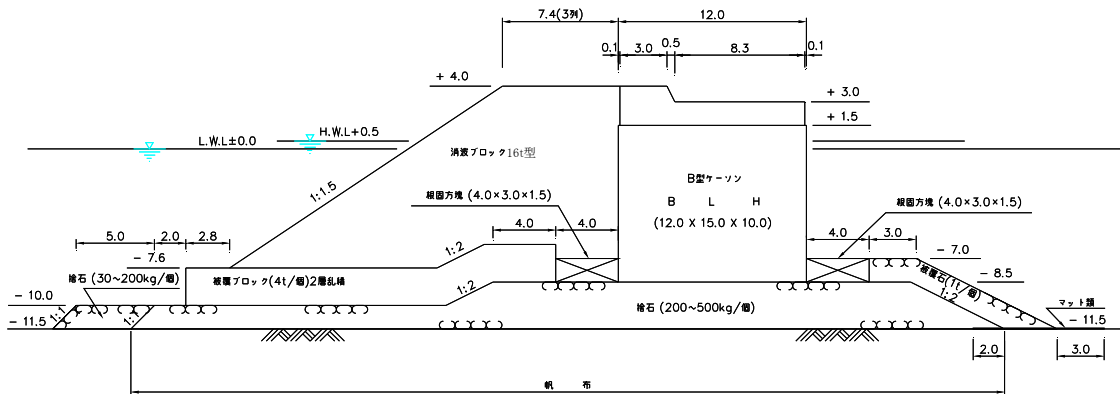 7.4(3列)
12.0
0.1
3.0
0.5
8.3
0.1
+ 4.0
+ 3.0
+ 1.5
L.W.L±0.0
H.W.L+0.5
消波ブロック16t型
1:1.5
B型ケーソン
B L H
(12.0 X 15.0 X 10.0)
根固方塊 (4.0×3.0×1.5)
根固方塊 (4.0×3.0×1.5)
5.0
2.0
2.8
4.0
4.0
4.0
3.0
- 7.6
1:2
- 7.0
捨石 (30~200kg/個)
被覆ブロック(4t/個)2層乱積
被覆石(1t/個)
- 8.5
- 10.0
1:2
捨石 (200~500kg/個)
1:2
マット類
- 11.5
1:1
1:1
- 11.5
2.0
3.0
帆 布